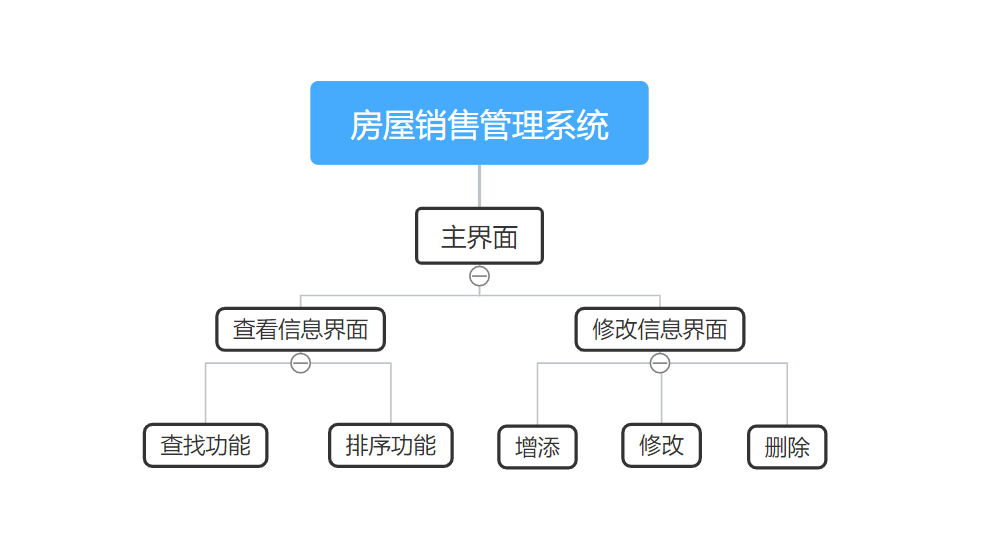 房屋销售管理系统
主界面
查看信息界面
修改信息界面
查找功能
排序功能
增添
修改
删除